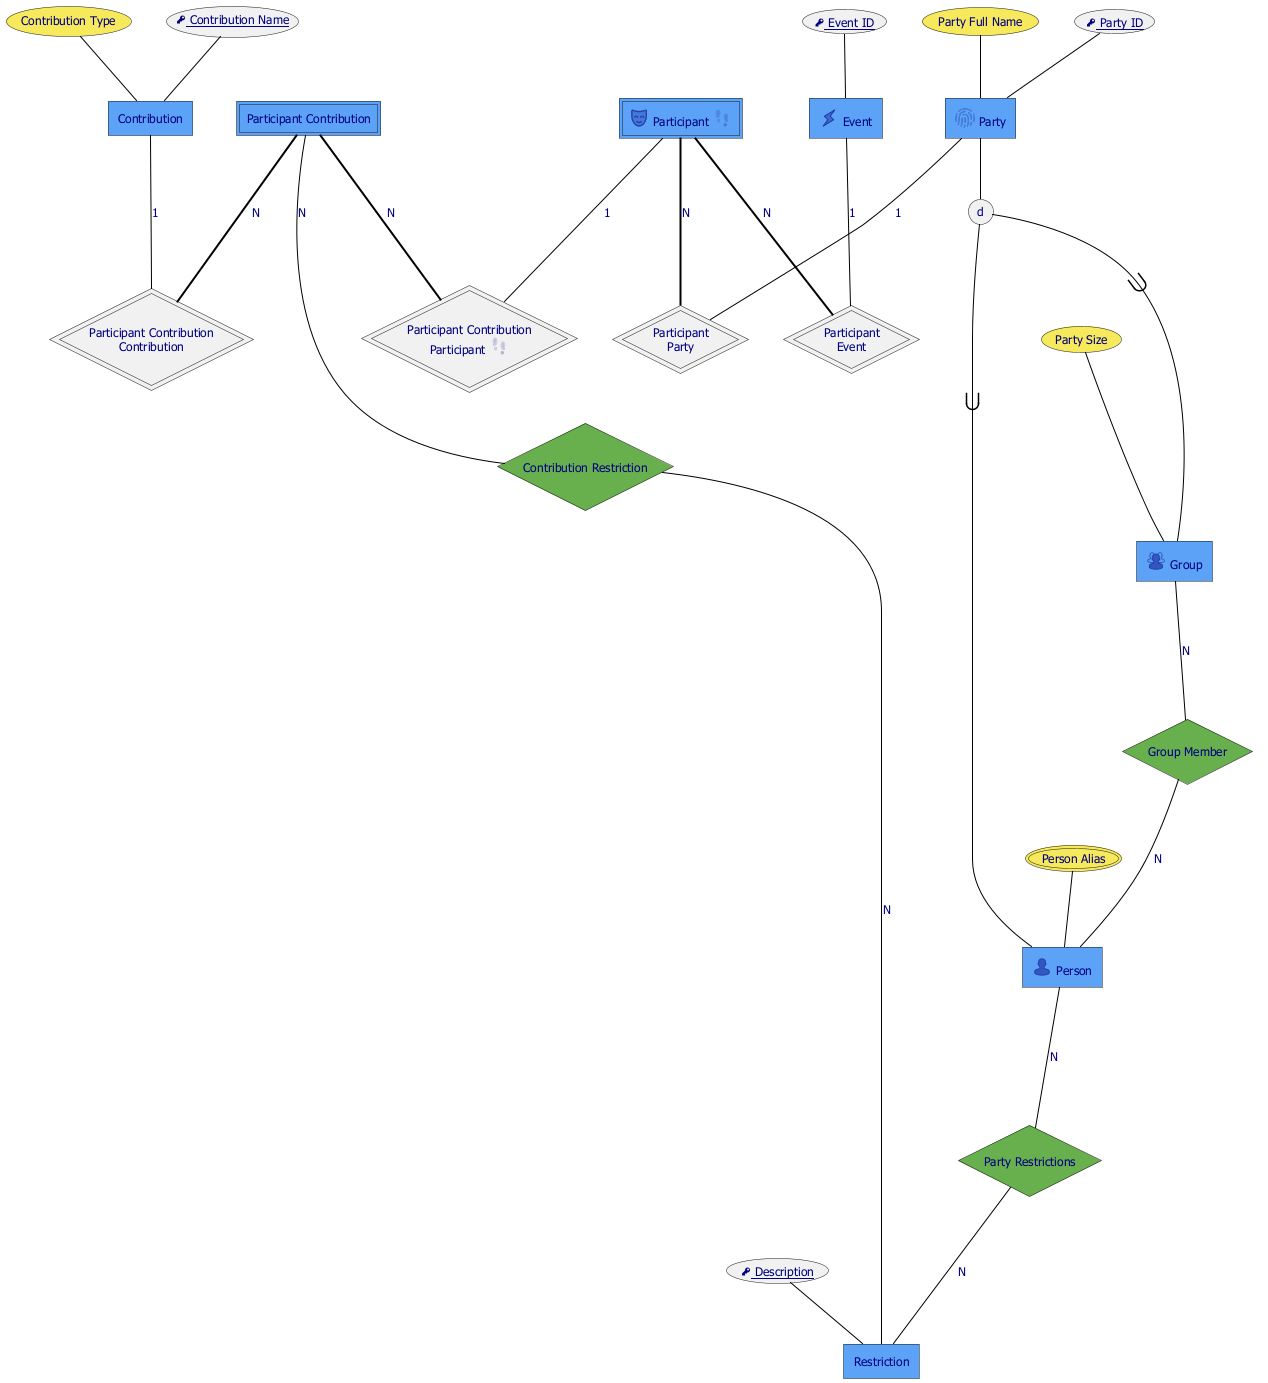 Contribution Type
Contribution Name
Event ID
Party Full Name
Party ID
Contribution
Participant Contribution
Participant
Event
Party
1
N
N
N
1
N
N
1
1
d
Participant Contribution
Contribution
Participant Contribution
Participant
Participant
Party
Participant
Event
Party Size
Contribution Restriction
Group
N
Group Member
Person Alias
N
N
Person
N
Party Restrictions
Description
N
Restriction